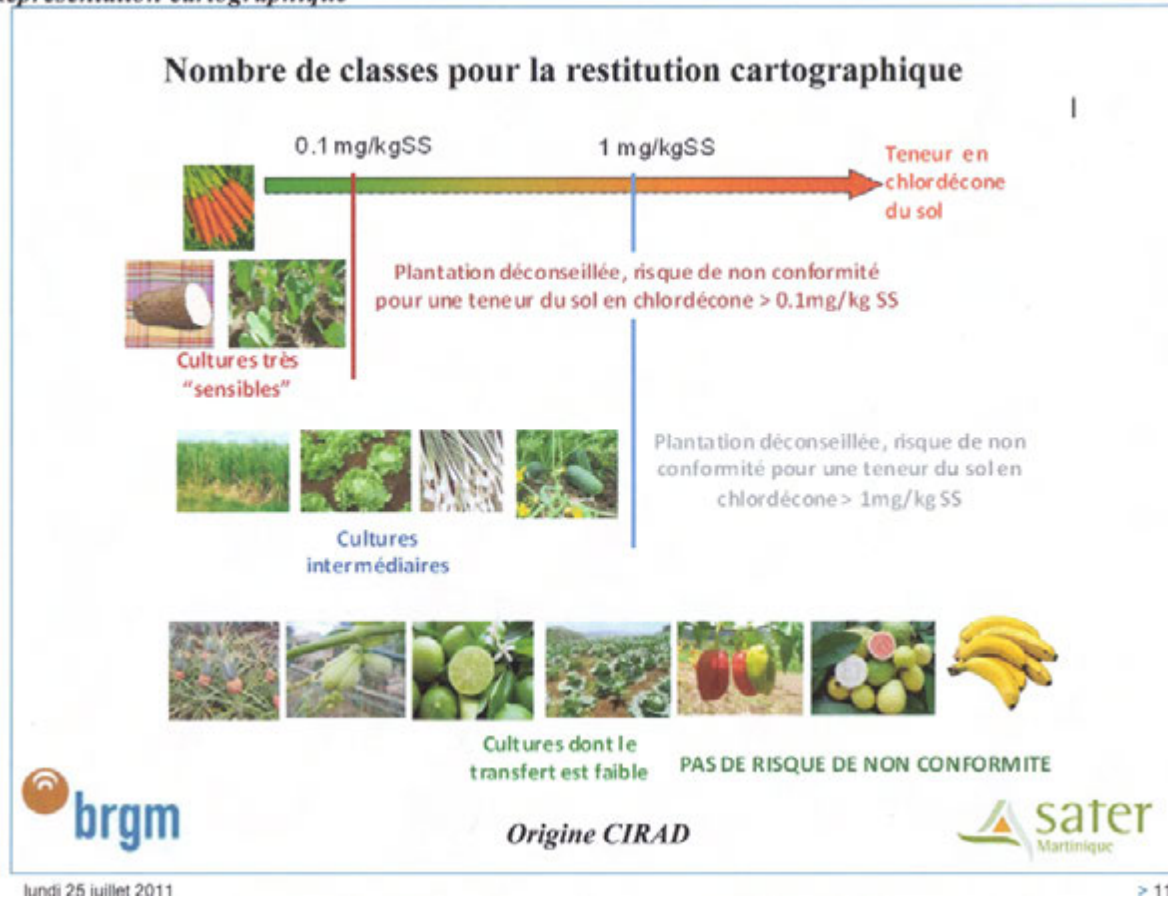 représentation cartographique
Nombre de classes pour la restitution cartographique
0.1 mg/kgSS
1 mg/kgSS
Teneur en
chlordécone
du sol
Plantation déconseillée, risque de non conformité
pour une teneur du sol en chlordécone > 0.1mg/kg SS
Cultures très
"sensibles"
Plantation déconseillée, risque de non
conformité pour une teneur du sol en
chlordécone > 1mg/kg SS
Cultures
intermédiaires
Cultures dont le
transfert est faible
PAS DE RISQUE DE NON CONFORMITE
brgm
Origine CIRAD
sater
Martinique
lundi 25 juillet 2011
> 11